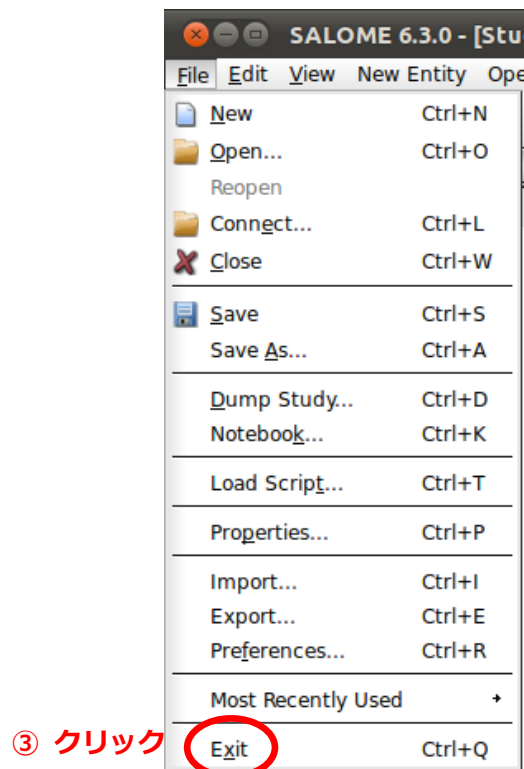 SALOME 6.3.0 - [Stu
File Edit View New Entity Ope
New Ctrl+N
Open... Ctrl+O
Reopen
Connect... Ctrl+L
Close Ctrl+W
Save Ctrl+S
Save As... Ctrl+A
Dump Study... Ctrl+D
Notebook... Ctrl+K
Load Script... Ctrl+T
Properties... Ctrl+P
Import... Ctrl+I
Export... Ctrl+E
Preferences... Ctrl+R
Most Recently Used
③ クリック Exit Ctrl+Q